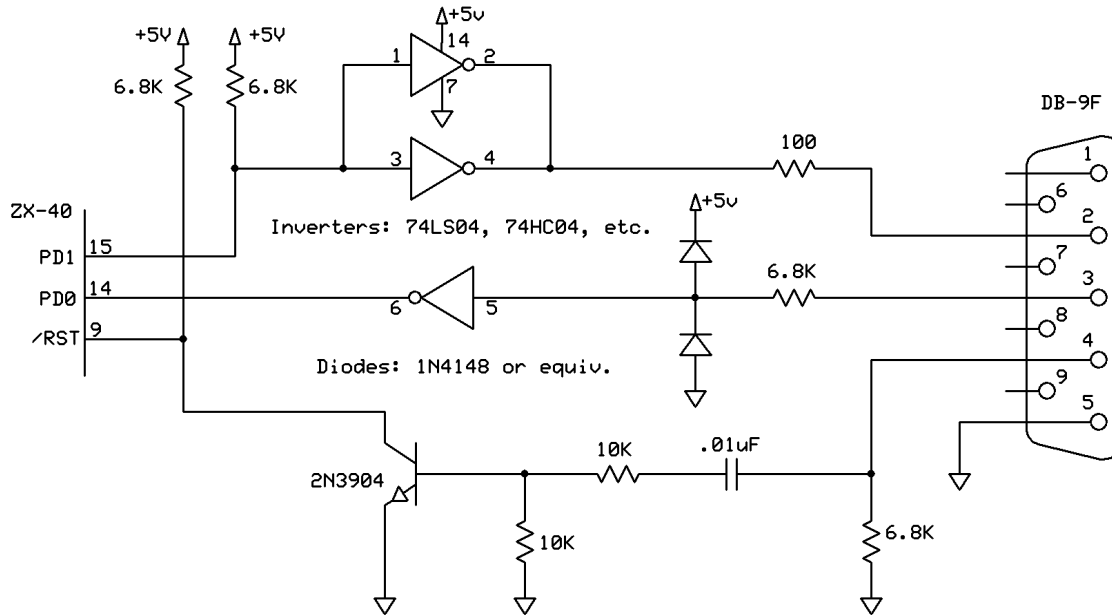 +5v
+5V +5V
14
1 2
6.8K 6.8K
7
DB-9F
3 4 100 1
6
ZX-40 +5v 2
Inverters: 74LS04, 74HC04, etc.
PD1 15 7
6.8K
PD0 14 6 5 3
/RST 9 8
Diodes: 1N4148 or equiv. 4
9
5
.01uF
10K
2N3904
10K 6.8K